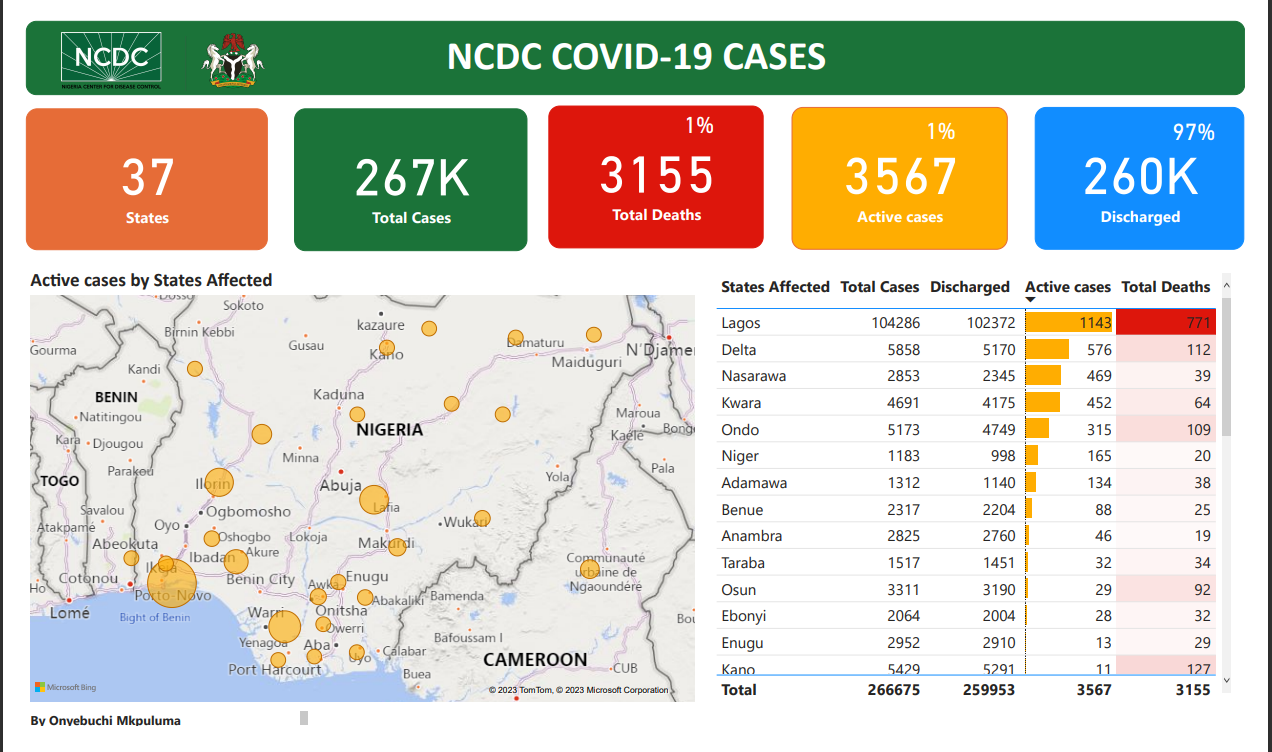 NCDC
NIGERIA CENTER FOR DISEASE CONTROL
NCDC COVID-19 CASES
37
States
267K
Total Cases
1%
3155
Total Deaths
1%
3567
Active cases
97%
260K
Discharged
Active cases by States Affected
Dosso
Sokoto
Birnin Kebbi
kazaure
Gusau
Kano
Damaturu
Maiduguri
N'Djamer
Gourma
Kandi
BENIN
Natitingou
Kara
Djougou
Parakou
Kaduna
NIGERIA
Maroua
Kaélé
Bong
Minna
Abuja
Yola
Pala
TOGO
Ilorin
Savalou
Ogbomosho
Lafia
Wukari
Atakpamé
Oyo
Oshogbo
Lokoja
Abeokuta
Ibadan
Akure
Makurdi
Ikeja
Cotonou
Porto-Novo
Benin City
Enugu
Communauté
urbaine de
Ngaoundéré
Ho
Lomé
Bight of Benin
Awka
Abakaliki
Bamenda
Warri
Onitsha
Owerri
Yenagoa
Aba
Uyo
Calabar
Bafoussam I
Bou
Port Harcourt
Buea
CAMEROON
CUB
Microsoft Bing
© 2023 TomTom, © 2023 Microsoft Corporation
States Affected Total Cases Discharged Active cases Total Deaths
Lagos 104286 102372 1143 771
Delta 5858 5170 576 112
Nasarawa 2853 2345 469 39
Kwara 4691 4175 452 64
Ondo 5173 4749 315 109
Niger 1183 998 165 20
Adamawa 1312 1140 134 38
Benue 2317 2204 88 25
Anambra 2825 2760 46 19
Taraba 1517 1451 32 34
Osun 3311 3190 29 92
Ebonyi 2064 2004 28 32
Enugu 2952 2910 13 29
Kano 5429 5291 11 127
Total 266675 259953 3567 3155
By Onyebuchi Mkpuluma